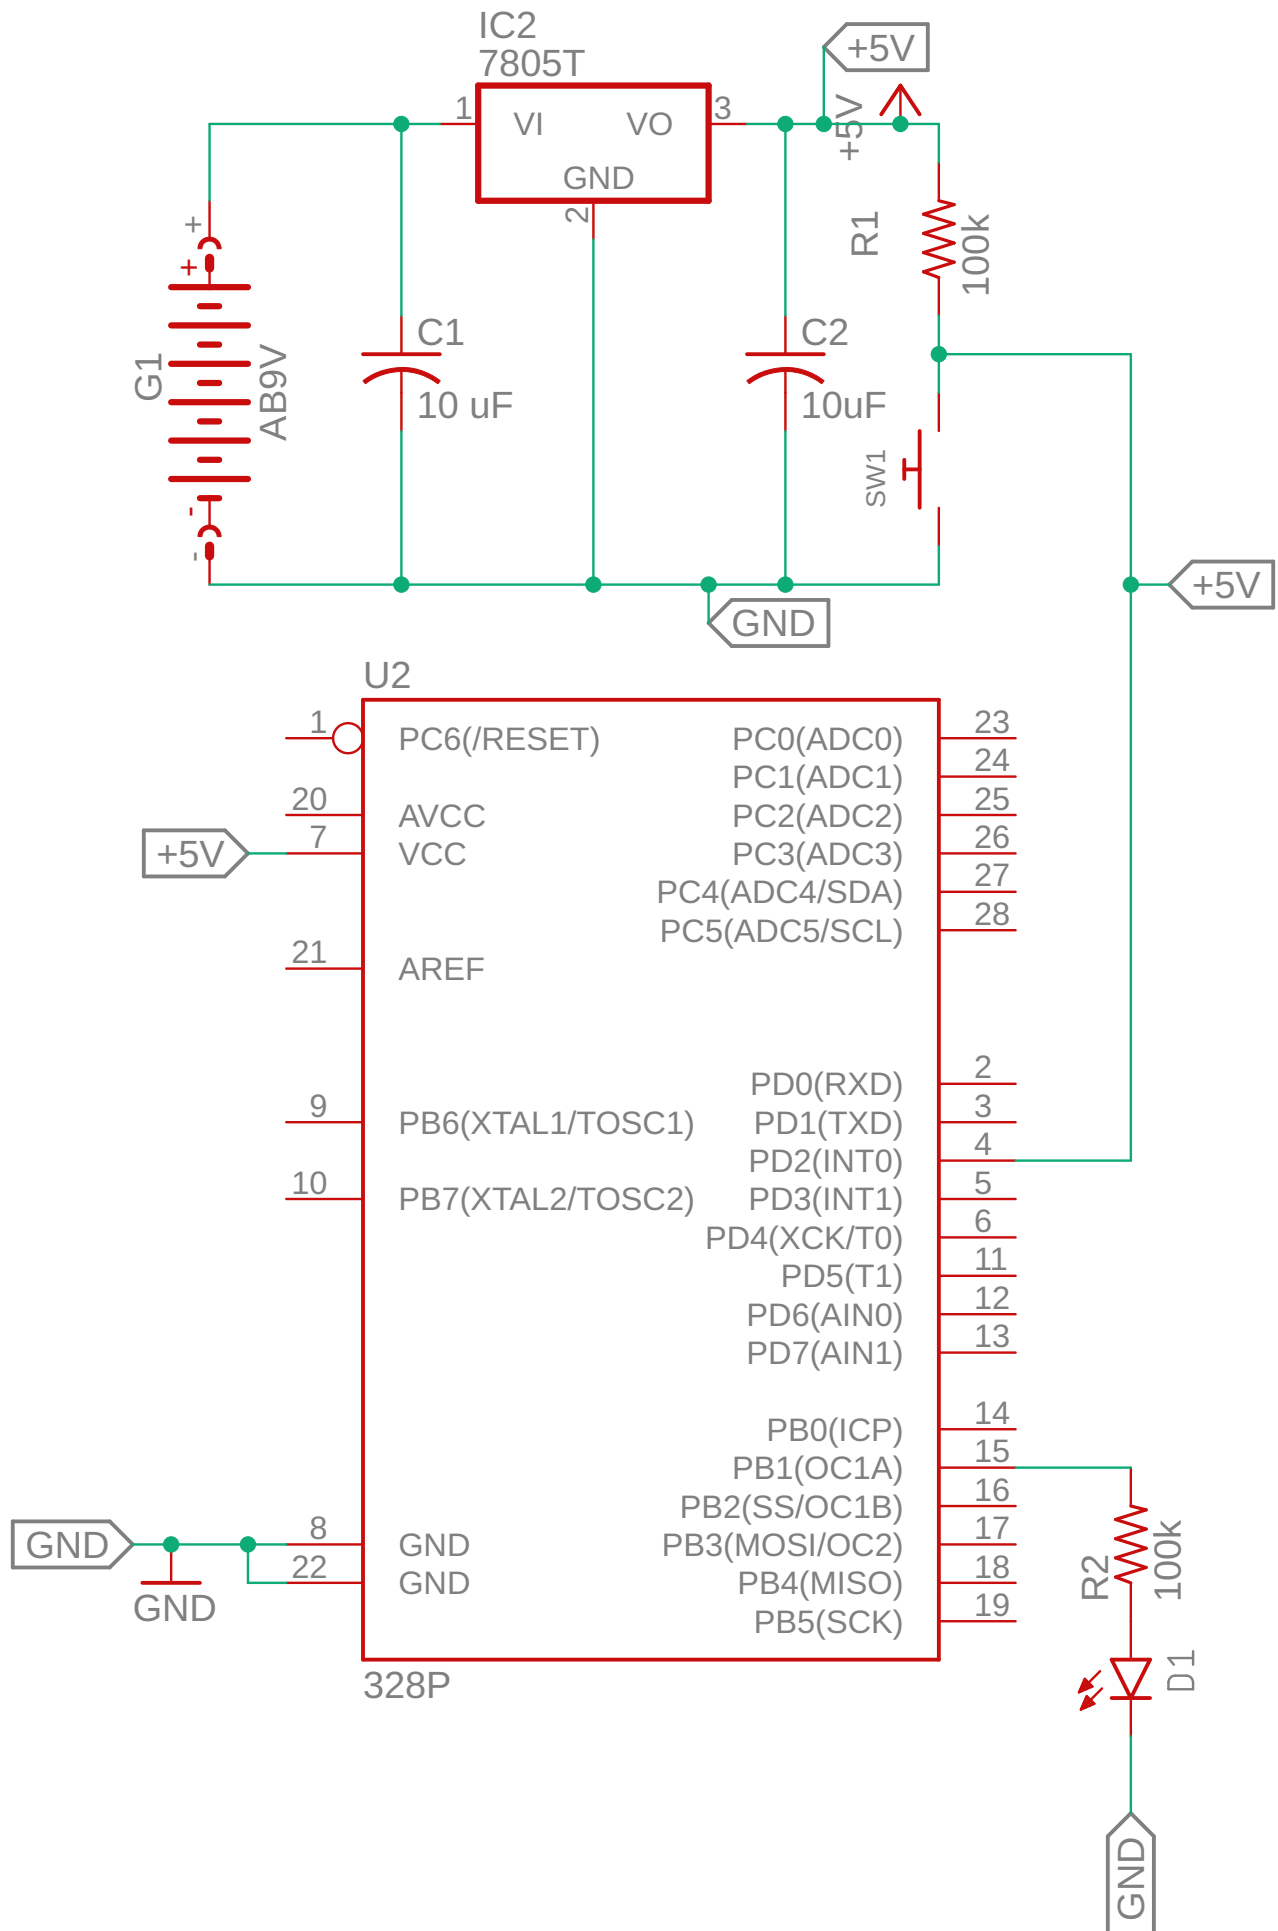 IC2
7805T
+5V
1
VI
VO
3
+5V
GND
2
R1
100k
+
+
G1
AB9V
-
-
C1
10 uF
C2
10uF
SW1
+5V
GND
U2
1
PC6(/RESET)
PC0(ADC0)
23
PC1(ADC1)
24
20
AVCC
PC2(ADC2)
25
+5V
7
VCC
PC3(ADC3)
26
PC4(ADC4/SDA)
27
PC5(ADC5/SCL)
28
21
AREF
PD0(RXD)
2
9
PB6(XTAL1/TOSC1)
PD1(TXD)
3
PD2(INT0)
4
10
PB7(XTAL2/TOSC2)
PD3(INT1)
5
PD4(XCK/T0)
6
PD5(T1)
11
PD6(AIN0)
12
PD7(AIN1)
13
PB0(ICP)
14
PB1(OC1A)
15
PB2(SS/OC1B)
16
GND
8
GND
PB3(MOSI/OC2)
17
22
GND
PB4(MISO)
18
GND
PB5(SCK)
19
R2
100k
328P
D1
GND